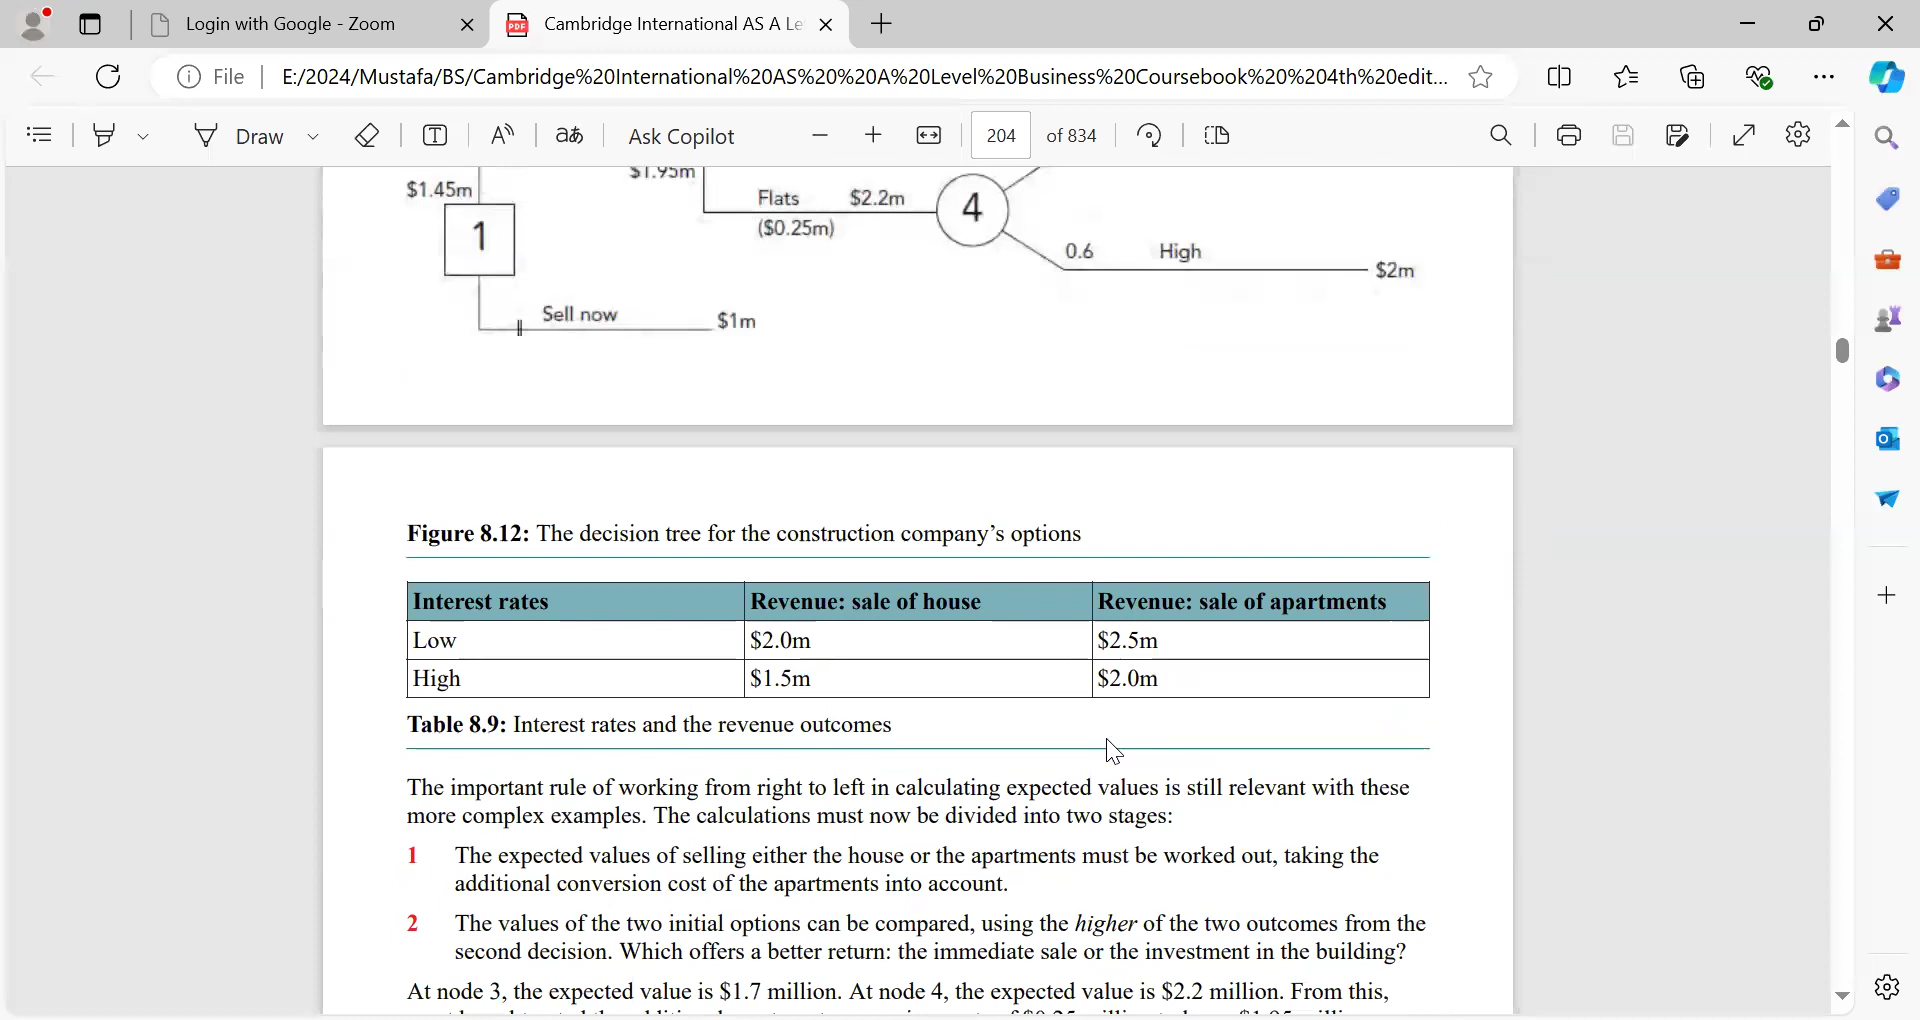 Login with Google - Zoom
Cambridge International AS A Le
File
E:/2024/Mustafa/BS/Cambridge%20International%20AS%20%20A%20Level%20Business%20Coursebook%20%204th%20edit...
Draw
Ask Copilot
204 of 834
$1.45m
$1.95m
Flats $2.2m
($0.25m)
4
1
0.6 High
$2m
Sell now
$1m
Figure 8.12: The decision tree for the construction company’s options
Interest rates Revenue: sale of house Revenue: sale of apartments
Low $2.0m $2.5m
High $1.5m $2.0m
Table 8.9: Interest rates and the revenue outcomes
The important rule of working from right to left in calculating expected values is still relevant with these
more complex examples. The calculations must now be divided into two stages:
1 The expected values of selling either the house or the apartments must be worked out, taking the
additional conversion cost of the apartments into account.
2 The values of the two initial options can be compared, using the higher of the two outcomes from the
second decision. Which offers a better return: the immediate sale or the investment in the building?
At node 3, the expected value is $1.7 million. At node 4, the expected value is $2.2 million. From this,